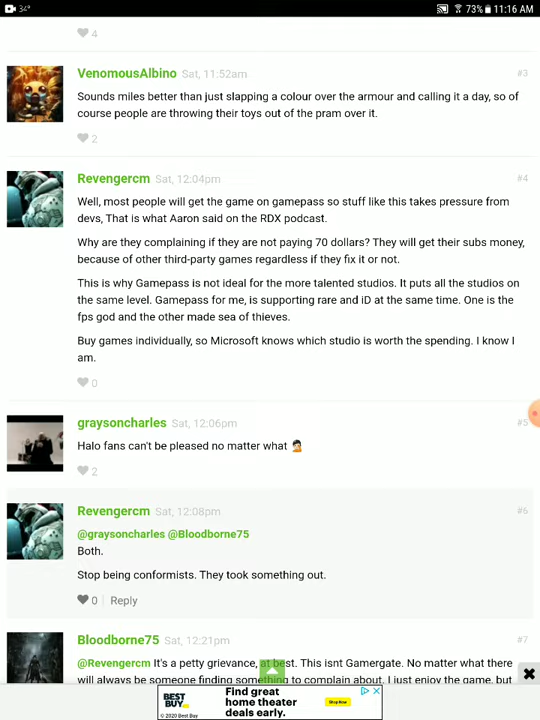 34°
73% 11:16 AM
4
VenomousAlbino Sat, 11:52am #3
Sounds miles better than just slapping a colour over the armour and calling it a day, so of
course people are throwing their toys out of the pram over it.
2
Revengercm Sat, 12:04pm #4
Well, most people will get the game on gamepass so stuff like this takes pressure from
devs, That is what Aaron said on the RDX podcast.
Why are they complaining if they are not paying 70 dollars? They will get their subs money,
because of other third-party games regardless if they fix it or not.
This is why Gamepass is not ideal for the more talented studios. It puts all the studios on
the same level. Gamepass for me, is supporting rare and iD at the same time. One is the
fps god and the other made sea of thieves.
Buy games individually, so Microsoft knows which studio is worth the spending. I know I
am.
0
graysoncharles Sat, 12:06pm #5
Halo fans can't be pleased no matter what 🤷
2
Revengercm Sat, 12:08pm #6
@graysoncharles @Bloodborne75
Both.
Stop being conformists. They took something out.
0 | Reply
Bloodborne75 Sat, 12:21pm #7
@Revengercm It's a petty grievance, at best. This isnt Gamergate. No matter what there
will always be someone finding something to complain about. I just enjoy the game, but
BEST BUY
© 2020 Best Buy
Find great
home theater
deals early.
Shop Now